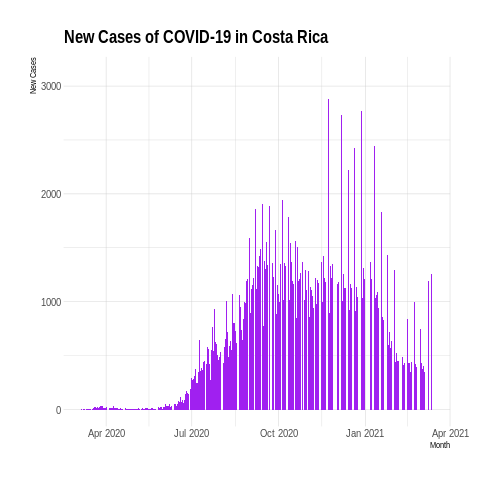 New Cases of COVID-19 in Costa Rica
New Cases
3000
2000
1000
0
Apr 2020 Jul 2020 Oct 2020 Jan 2021 Apr 2021
Month